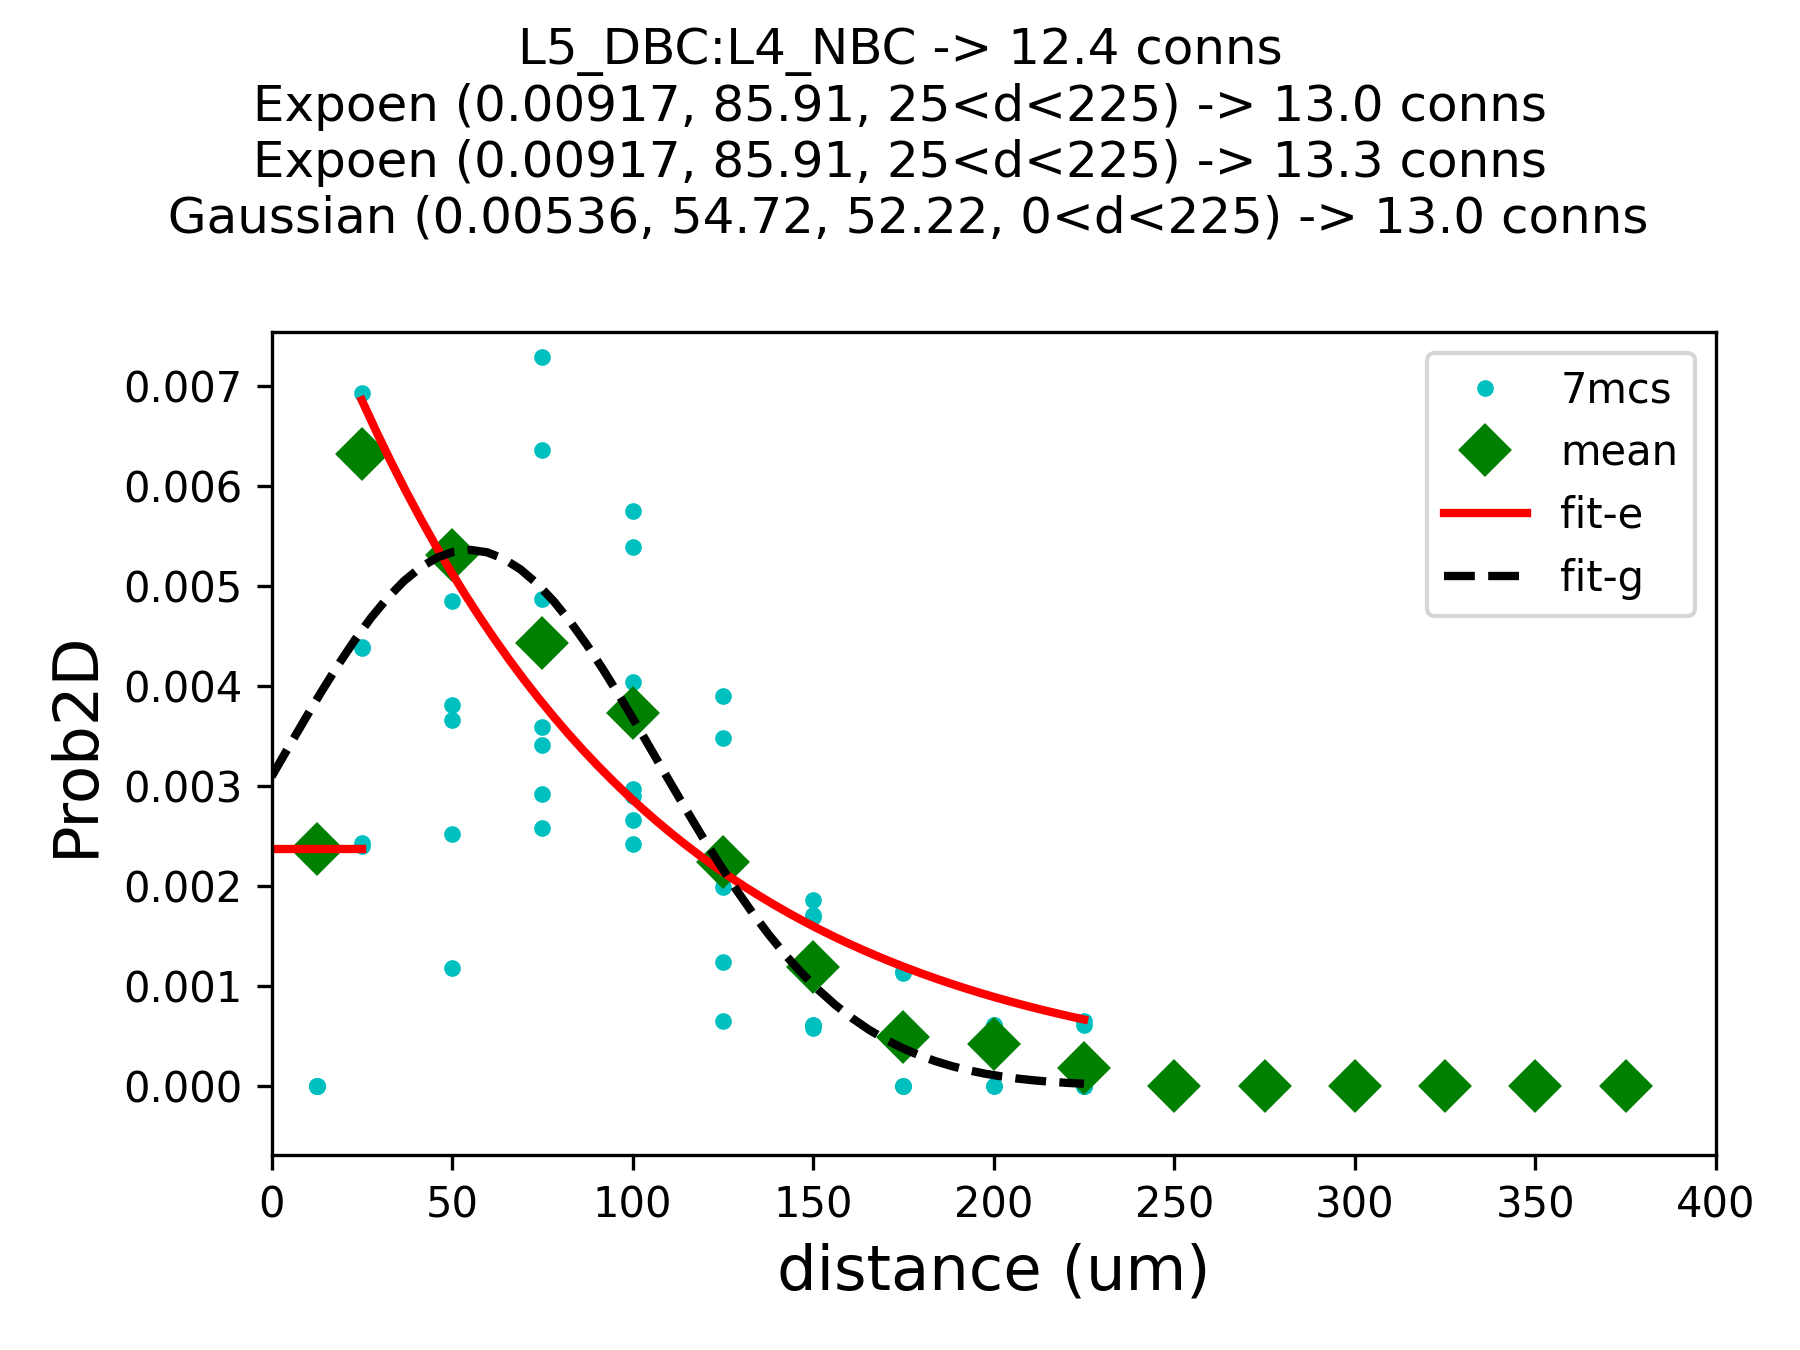 L5_DBC:L4_NBC -> 12.4 conns
Expoen (0.00917, 85.91, 25<d<225) -> 13.0 conns
Expoen (0.00917, 85.91, 25<d<225) -> 13.3 conns
Gaussian (0.00536, 54.72, 52.22, 0<d<225) -> 13.0 conns
7mcs
mean
fit-e
fit-g
Prob2D
0.007
0.006
0.005
0.004
0.003
0.002
0.001
0.000
0 50 100 150 200 250 300 350 400
distance (um)